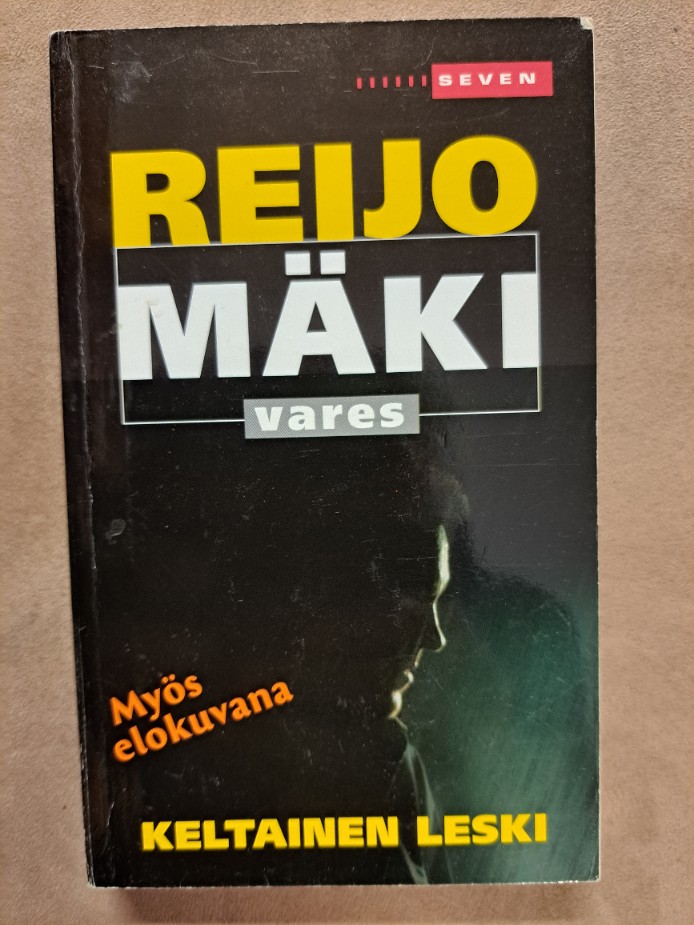 SEVEN
REIJO
MÄKI
vares
Myös
elokuvana
KELTAINEN LESKI